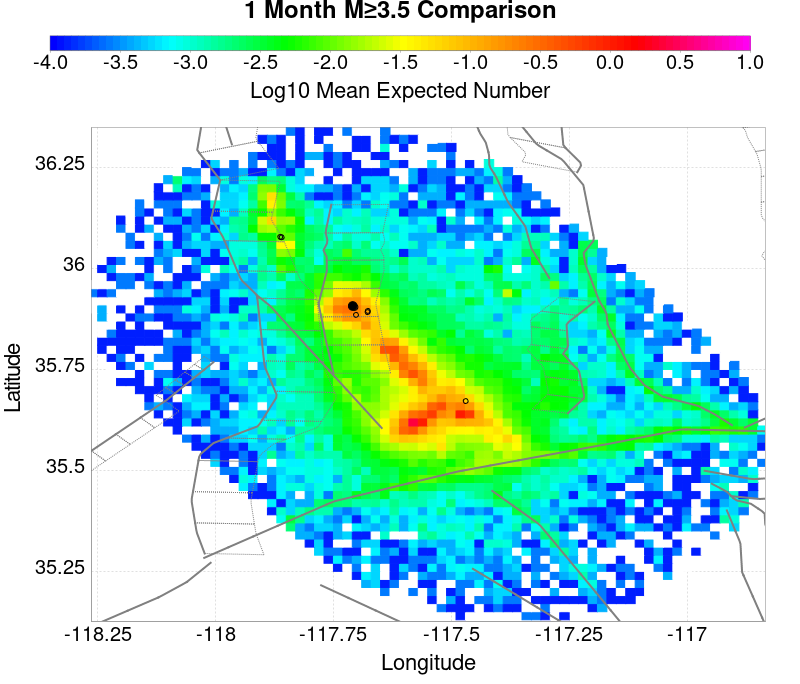 1 Month M≥3.5 Comparison
-4.0 -3.5 -3.0 -2.5 -2.0 -1.5 -1.0 -0.5 0.0 0.5 1.0
Log10 Mean Expected Number
36.25
36
35.75
35.5
35.25
Latitude
-118.25 -118 -117.75 -117.5 -117.25 -117
Longitude